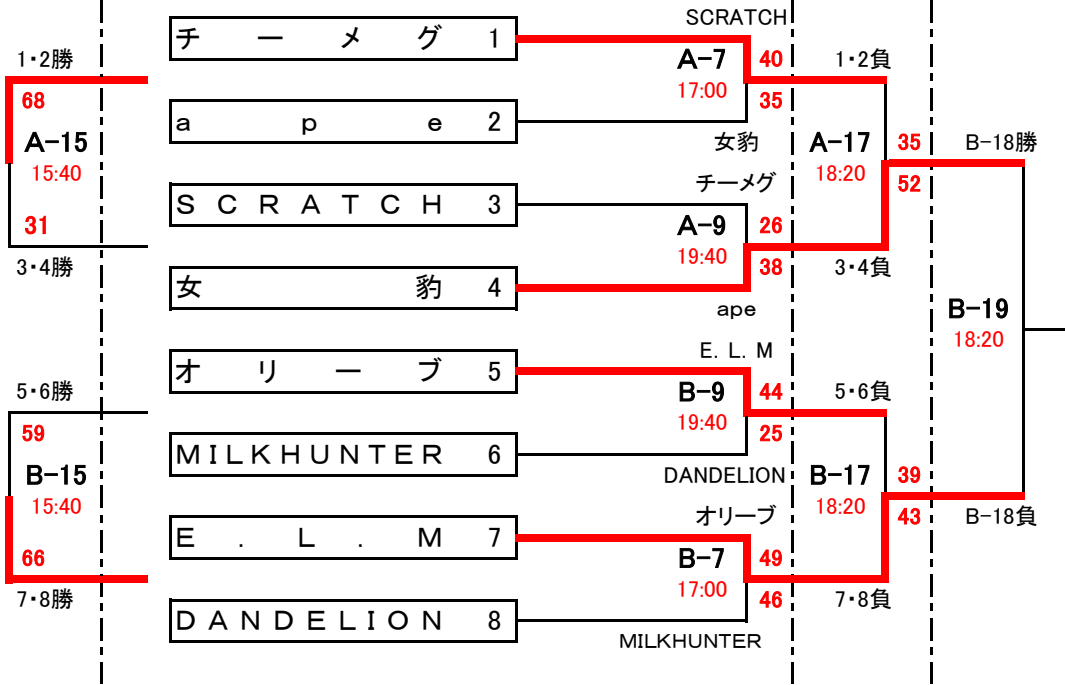 SCRATCH
チーメグ 1
1・2勝
A-7
40
1・2負
17:00
68
35
ape 2
A-15
女豹
A-17
35
B-18勝
15:40
18:20
チーメグ
52
SCRATCH 3
31
A-9
26
19:40
3・4勝
38
3・4負
女豹 4
ape
B-19
18:20
E. L. M
オリーブ 5
5・6勝
B-9
44
5・6負
19:40
59
25
MILKHUNTER 6
B-15
DANDELION
B-17
39
15:40
18:20
オリーブ
43
B-18負
E.L.M 7
66
B-7
49
17:00
7・8勝
46
7・8負
DANDELION 8
MILKHUNTER